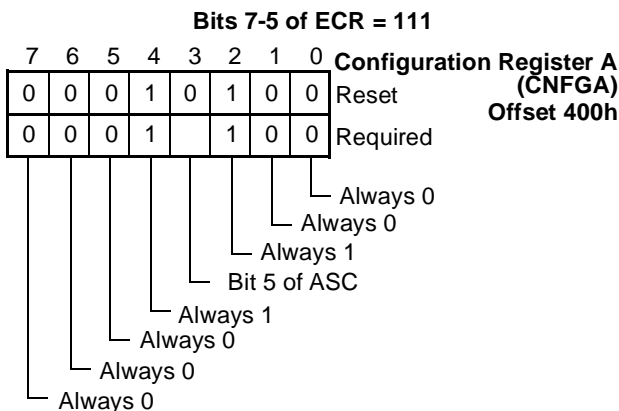 Bits 7-5 of ECR = 111
7 6 5 4 3 2 1 0 Configuration Register A
0 0 0 1 0 1 0 0 Reset (CNFGA)
Offset 400h
0 0 0 1 1 0 0 Required
Always 0
Always 0
Always 1
Bit 5 of ASC
Always 1
Always 0
Always 0
Always 0